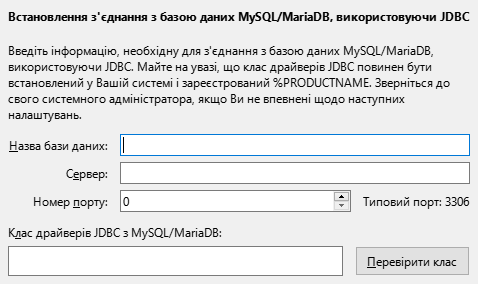 Встановлення з'єднання з базою даних MySQL/MariaDB, використовуючи JDBC
Введіть інформацію, необхідну для з'єднання з базою даних MySQL/MariaDB,
використовуючи JDBC. Майте на увазі, що клас драйверів JDBC повинен бути
встановлений у Вашій системі і зареєстрований %PRODUCTNAME. Зверніться до
свого системного адміністратора, якщо Ви не впевнені щодо наступних
налаштувань.
Назва бази даних:
Сервер:
Номер порту: 0 Типовий порт: 3306
Клас драйверів JDBC з MySQL/MariaDB:
Перевірити клас